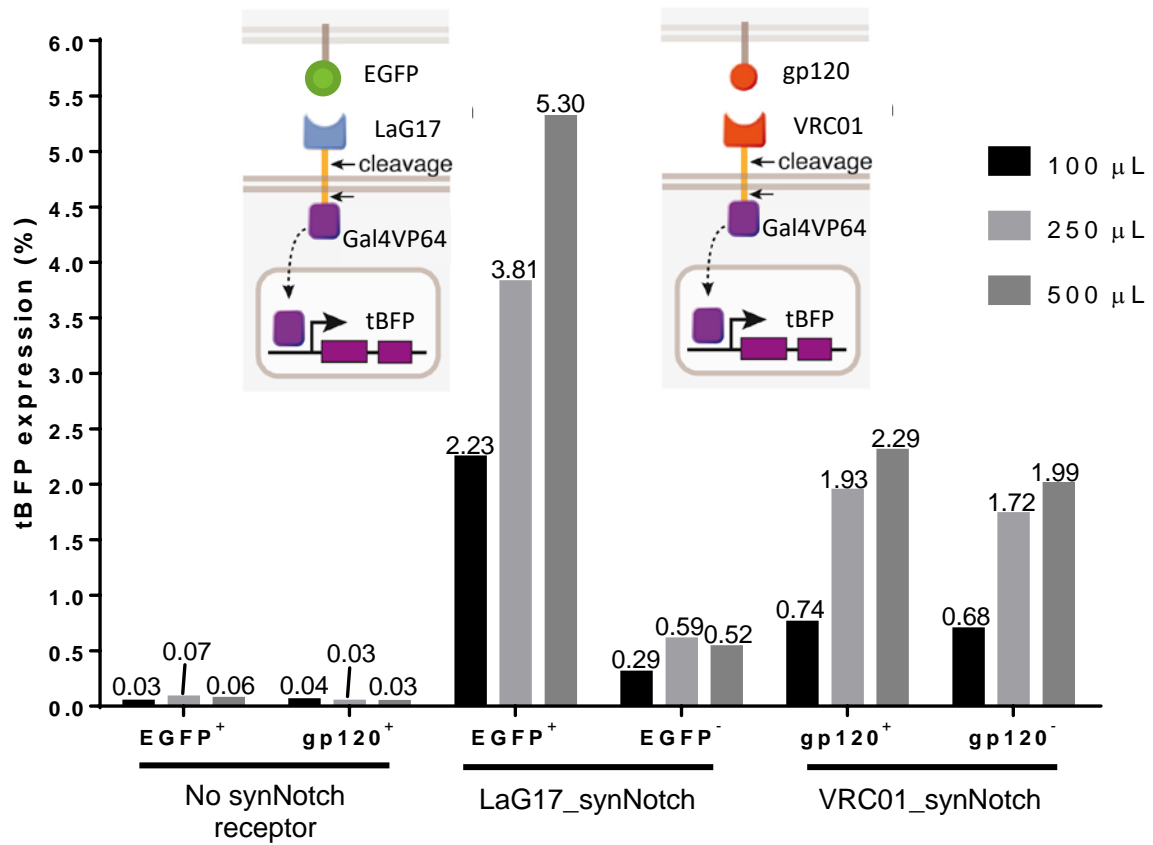 tBFP expression (%)
6.0
5.5
5.0
4.5
4.0
3.5
3.0
2.5
2.0
1.5
1.0
0.5
0.0
EGFP
LaG17
cleavage
Gal4VP64
tBFP
gp120
VRC01
cleavage
Gal4VP64
tBFP
100 μL
250 μL
500 μL
0.03
0.07
0.06
0.04
0.03
0.03
2.23
3.81
5.30
0.29
0.59
0.52
0.74
1.93
2.29
0.68
1.72
1.99
EGFP⁺
gp120⁺
EGFP⁺
EGFP⁻
gp120⁺
gp120⁻
No synNotch
receptor
LaG17_synNotch
VRC01_synNotch